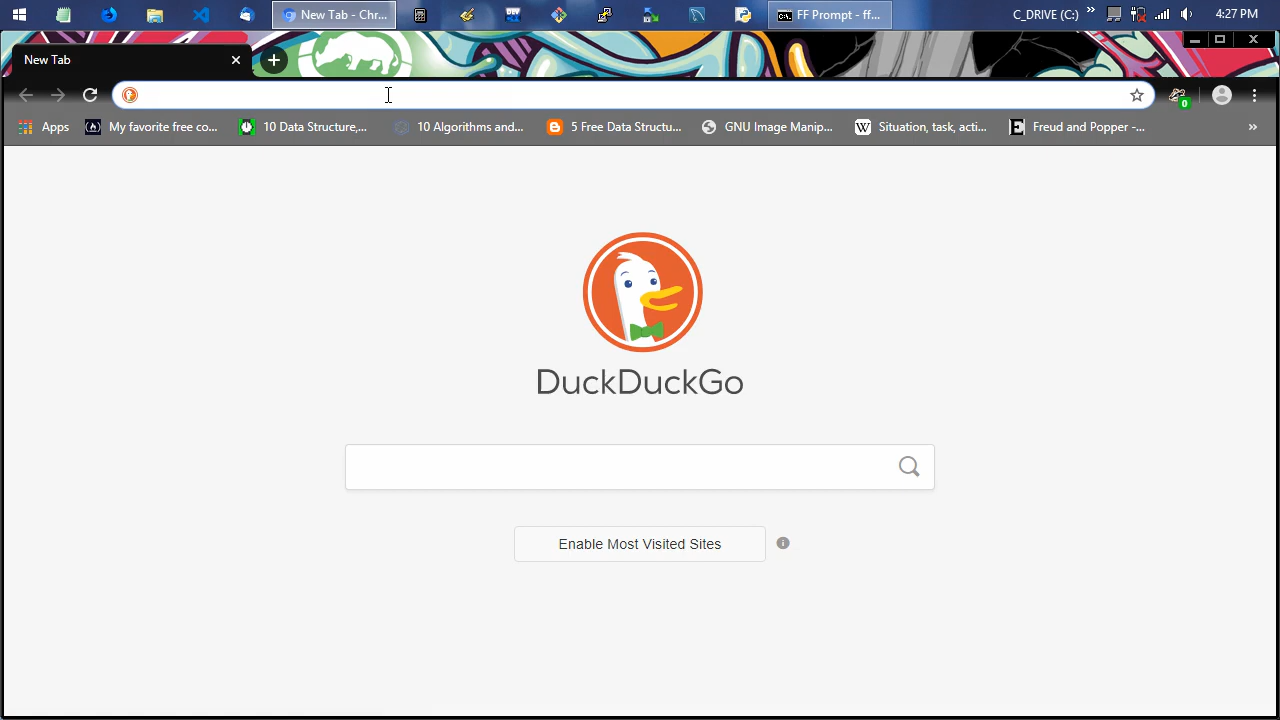 New Tab - Chr...
FF Prompt - ff...
C_DRIVE (C:)
4:27 PM
New Tab
0
Apps
My favorite free co...
10 Data Structure,...
10 Algorithms and...
5 Free Data Structu...
GNU Image Manip...
W
Situation, task, acti...
E
Freud and Popper -...
DuckDuckGo
Enable Most Visited Sites